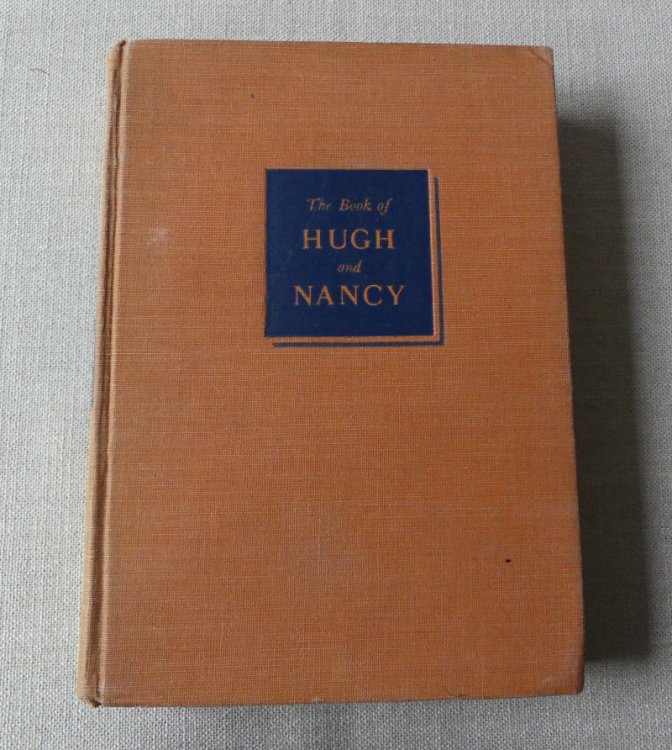 The Book of
HUGH
and
NANCY